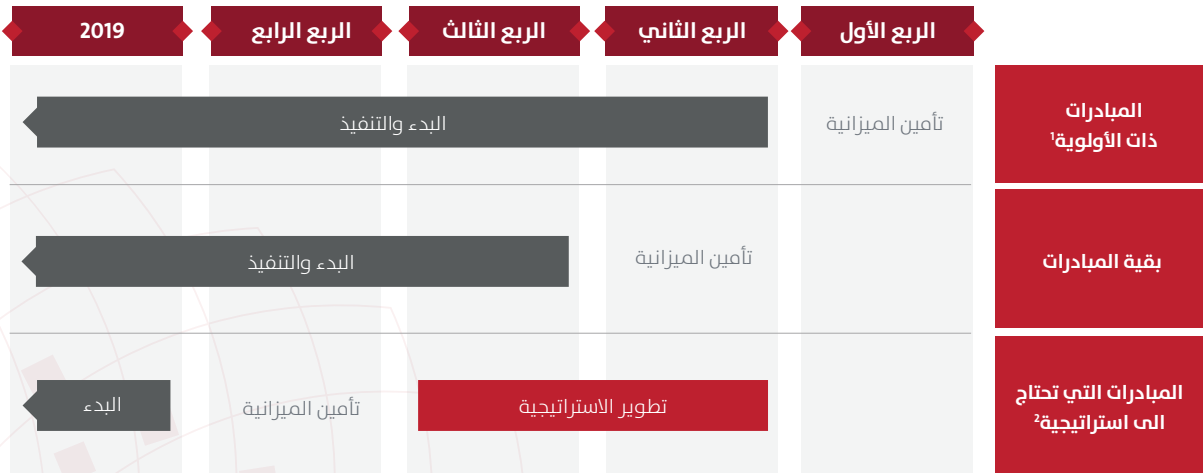 الربع الأول
الربع الثاني
الربع الثالث
الربع الرابع
2019
المبادرات
ذات الأولوية¹
تأمين الميزانية
البدء والتنفيذ
بقية المبادرات
تأمين الميزانية
البدء والتنفيذ
المبادرات التي تحتاج
الى استراتيجية²
تطوير الاستراتيجية
تأمين الميزانية
البدء